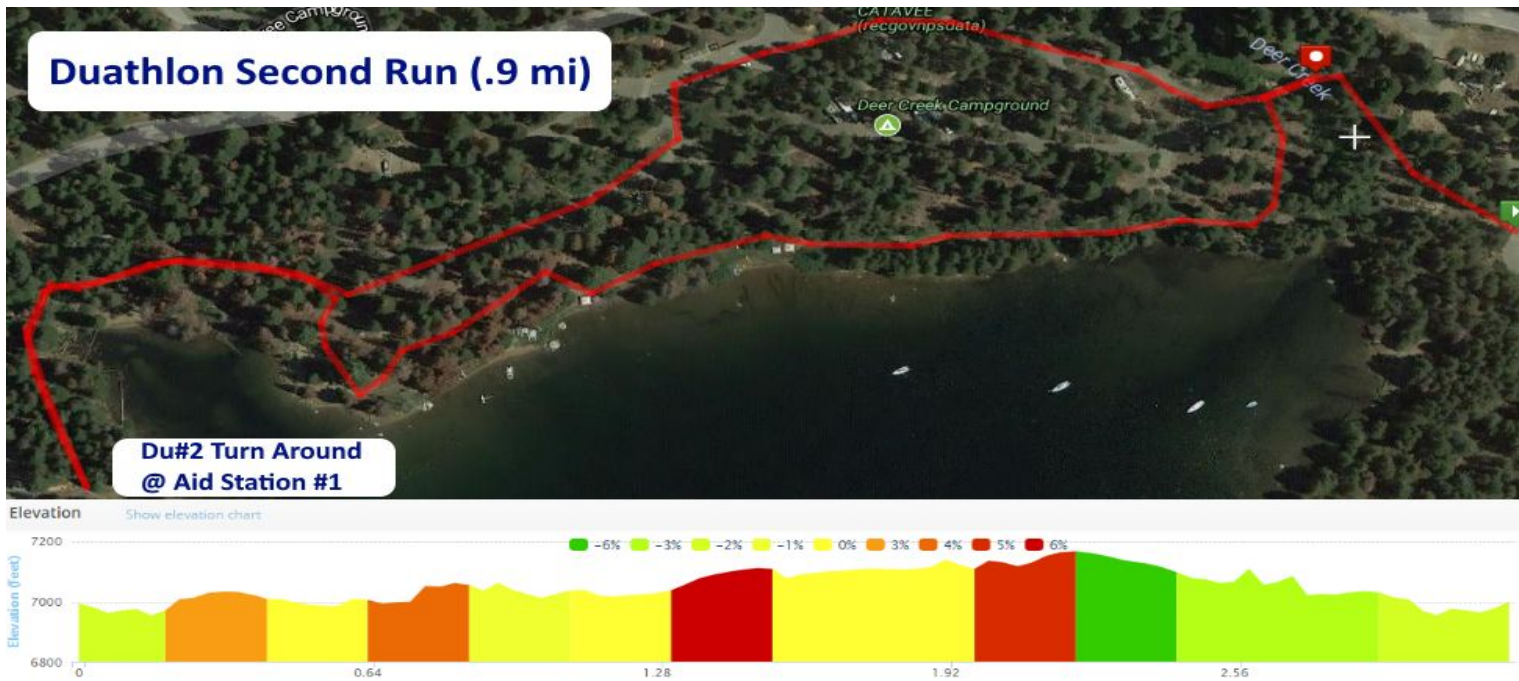 vee Campground
CATAVEE
(recgovnpsdata)
Duathlon Second Run (.9 mi)
Deer Creek
Deer Creek Campground
Du#2 Turn Around
@ Aid Station #1
Elevation Show elevation chart
7200
-6% -3% -2% -1% 0% 3% 4% 5% 6%
Elevation (feet)
7000
6800
0 0.64 1.28 1.92 2.56